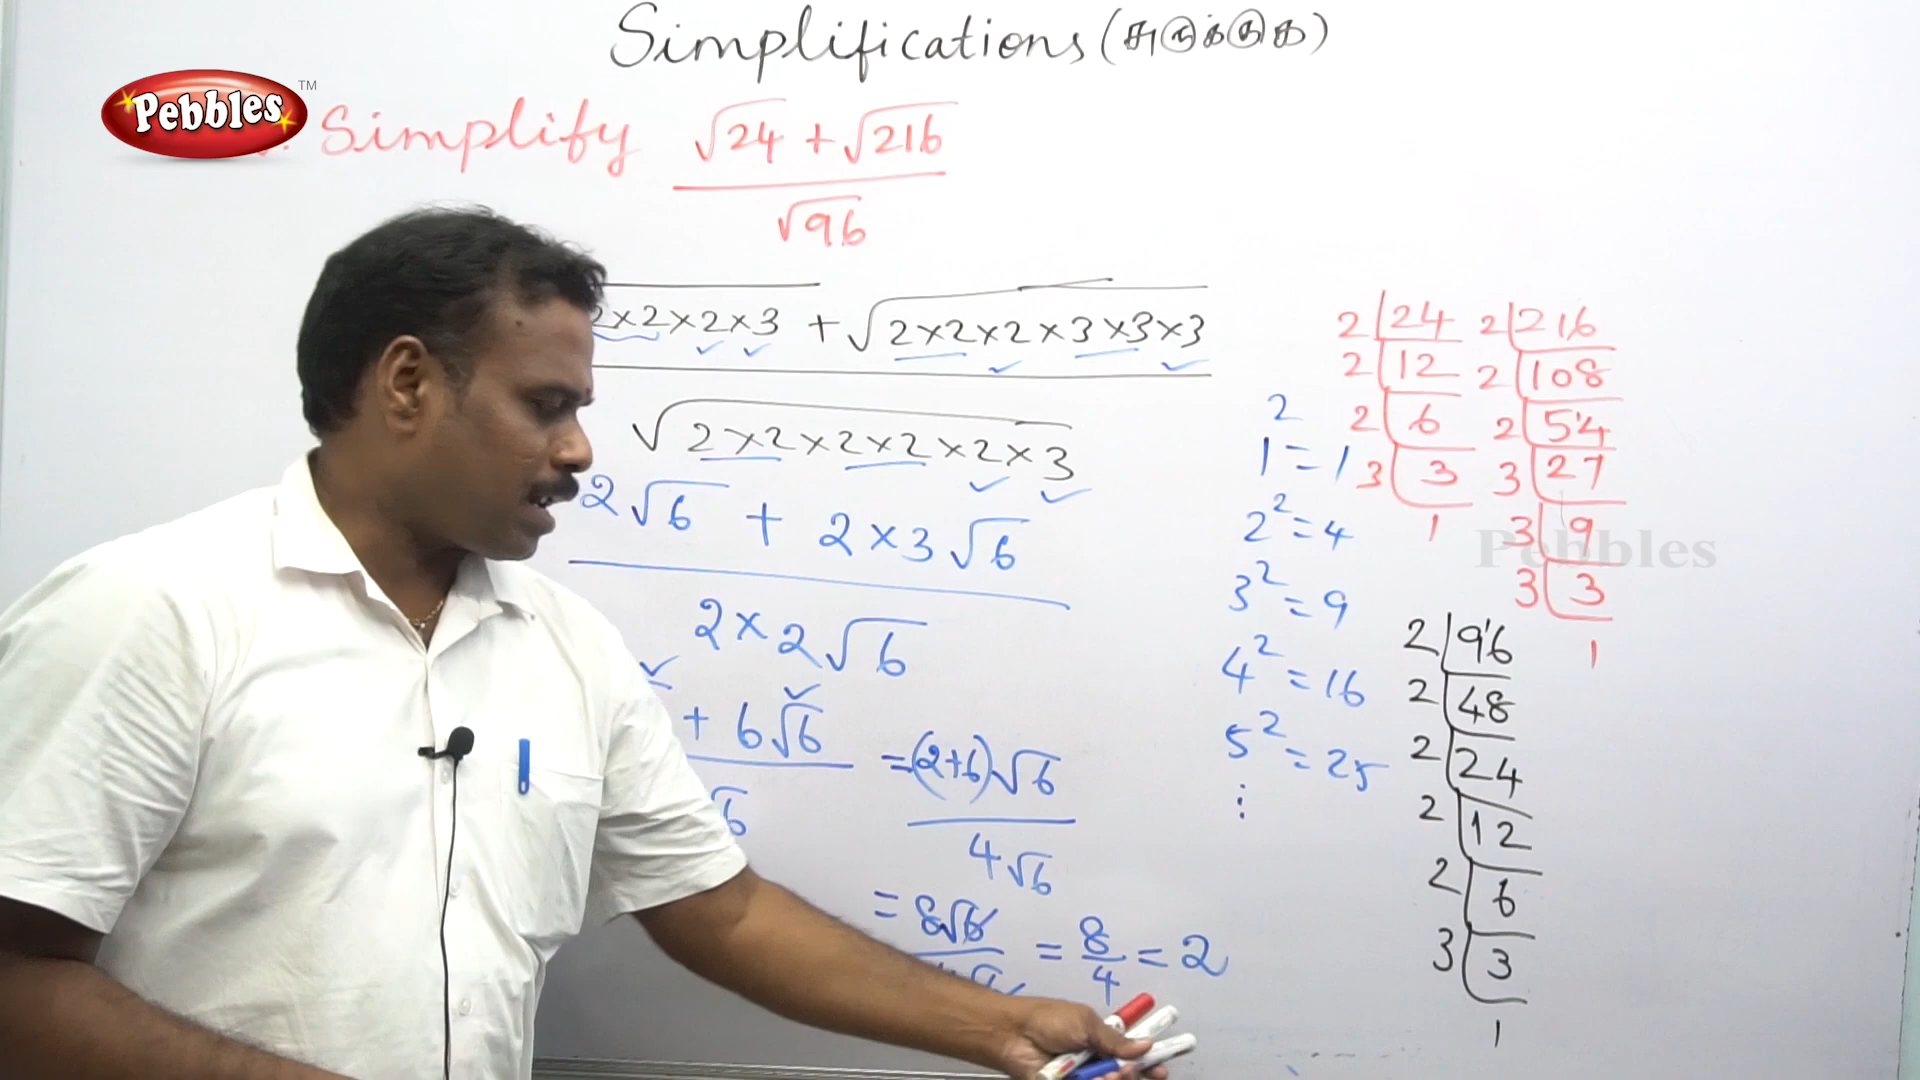 Simplifications (சுருக்குக)
Pebbles™
Simplify √24 + √216
√96
2×2×2×3 + √2×2×2×3×3×3
√2×2×2×2×2×3
2√6 + 2×3√6
2×2√6
+ 6√6
√6
=(2+6)√6
4√6
= 8√6 = 8/4 = 2
1² = 1
2² = 4
3² = 9
4² = 16
5² = 25
⋮
2 24
2 12
2 6
3 3
1
2 216
2 108
2 54
3 27
3 9
3 3
1
Pebbles
2 96
2 48
2 24
2 12
2 6
3 3
1